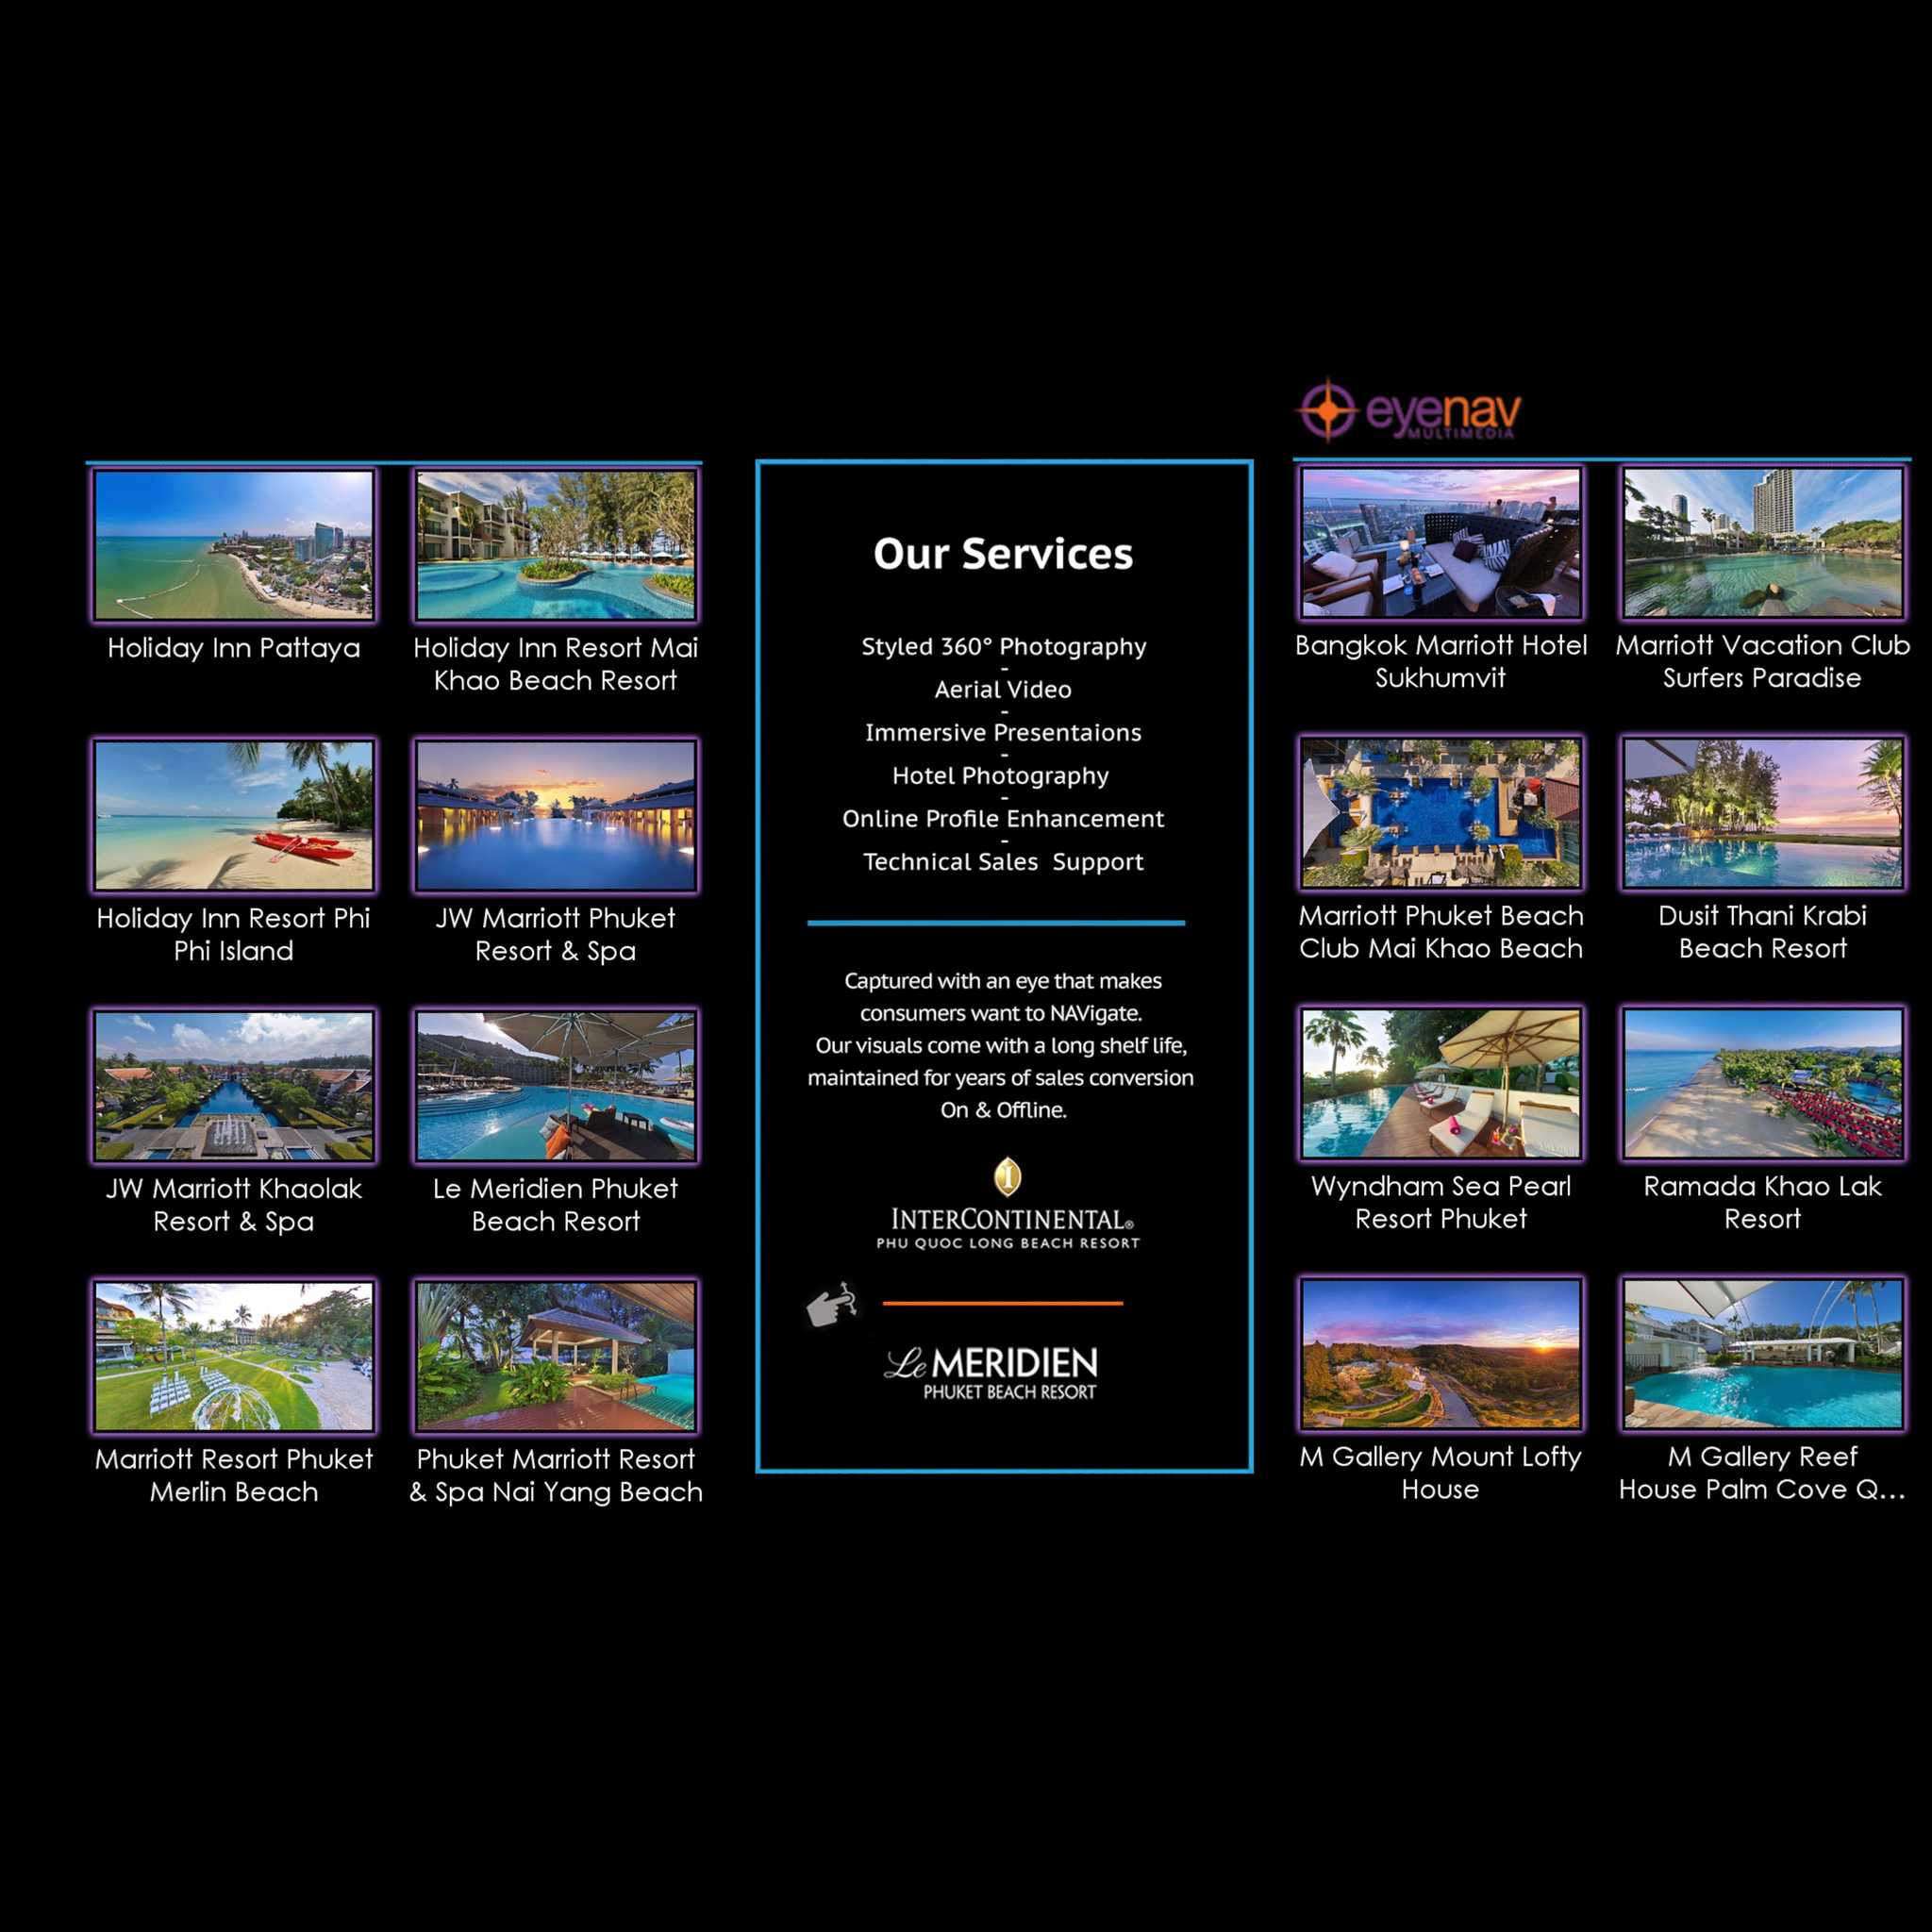 Holiday Inn Pattaya
Holiday Inn Resort Mai
Khao Beach Resort
Holiday Inn Resort Phi
Phi Island
JW Marriott Phuket
Resort & Spa
JW Marriott Khaolak
Resort & Spa
Le Meridien Phuket
Beach Resort
Marriott Resort Phuket
Merlin Beach
Phuket Marriott Resort
& Spa Nai Yang Beach
Our Services
Styled 360° Photography
-
Aerial Video
-
Immersive Presentaions
-
Hotel Photography
-
Online Profile Enhancement
-
Technical Sales Support
Captured with an eye that makes
consumers want to NAVigate.
Our visuals come with a long shelf life,
maintained for years of sales conversion
On & Offline.
I
INTERCONTINENTAL®
PHU QUOC LONG BEACH RESORT
Le MERIDIEN
PHUKET BEACH RESORT
eyenav
MULTIMEDIA
Bangkok Marriott Hotel
Sukhumvit
Marriott Vacation Club
Surfers Paradise
Marriott Phuket Beach
Club Mai Khao Beach
Dusit Thani Krabi
Beach Resort
Wyndham Sea Pearl
Resort Phuket
Ramada Khao Lak
Resort
M Gallery Mount Lofty
House
M Gallery Reef
House Palm Cove Q...